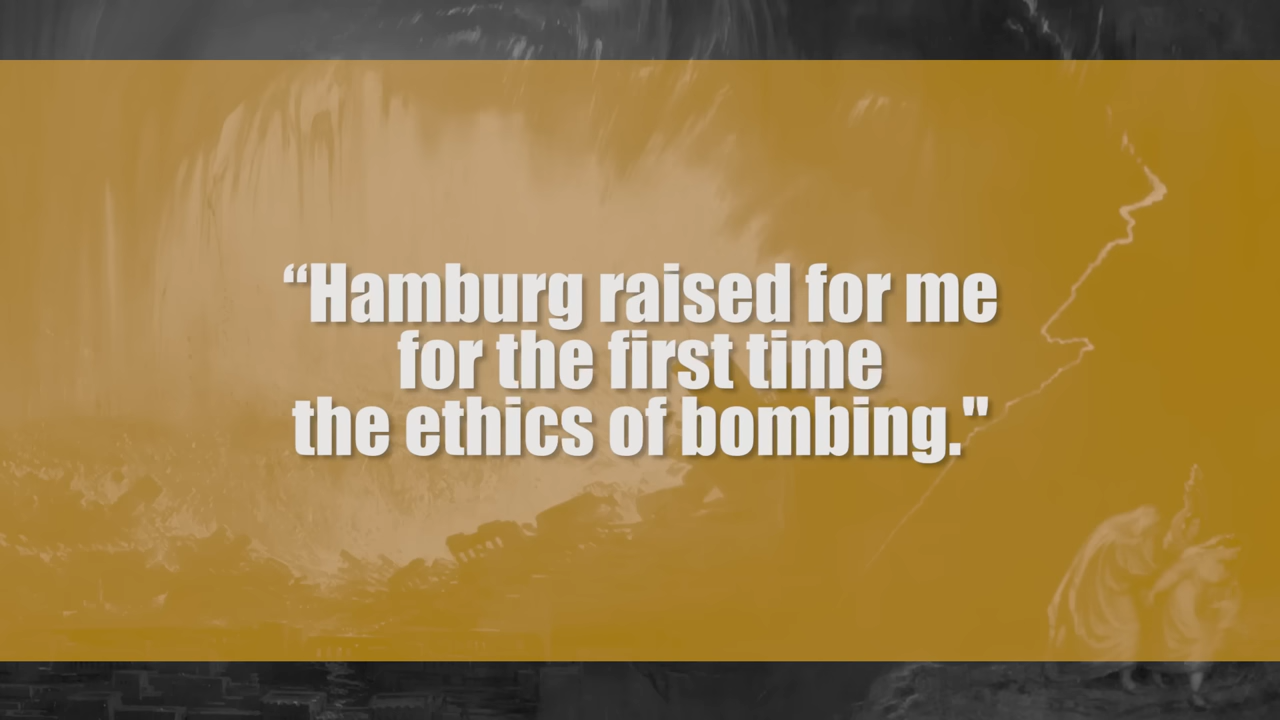 “Hamburg raised for me
for the first time
the ethics of bombing."